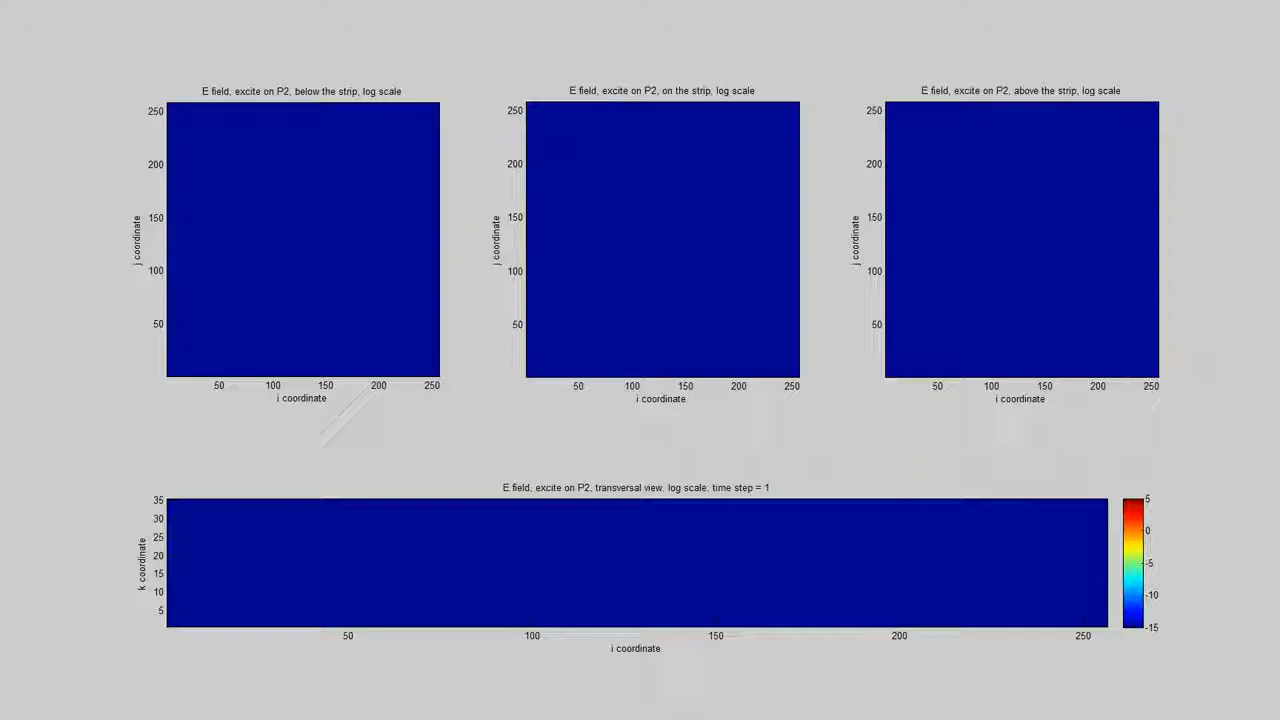 E field, excite on P2, below the strip, log scale
250
200
150
100
50
j coordinate
50 100 150 200 250
i coordinate
E field, excite on P2, on the strip, log scale
250
200
150
100
50
j coordinate
50 100 150 200 250
i coordinate
E field, excite on P2, above the strip, log scale
250
200
150
100
50
j coordinate
50 100 150 200 250
i coordinate
E field, excite on P2, transversal view, log scale, time step = 1
35
30
25
20
15
10
5
k coordinate
50 100 150 200 250
i coordinate
5
0
-5
-10
-15